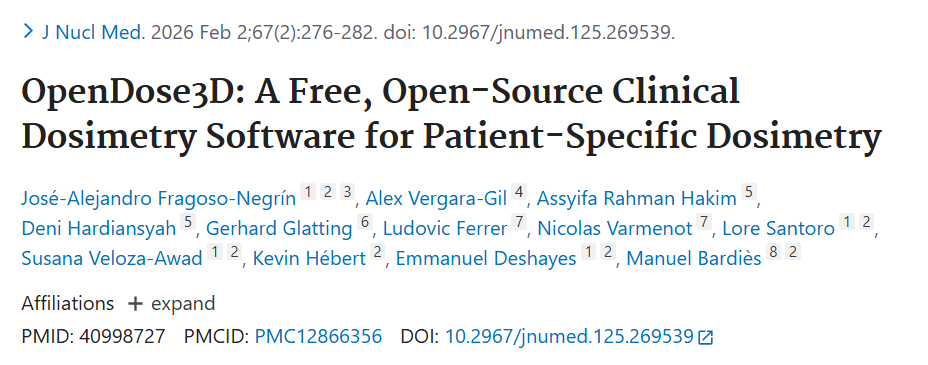 J Nucl Med. 2026 Feb 2;67(2):276-282. doi: 10.2967/jnumed.125.269539.
OpenDose3D: A Free, Open-Source Clinical
Dosimetry Software for Patient-Specific Dosimetry
José-Alejandro Fragoso-Negrín 1 2 3, Alex Vergara-Gil 4, Assyifa Rahman Hakim 5,
Deni Hardiansyah 5, Gerhard Glatting 6, Ludovic Ferrer 7, Nicolas Varmenot 7, Lore Santoro 1 2,
Susana Veloza-Awad 1 2, Kevin Hébert 2, Emmanuel Deshayes 1 2, Manuel Bardiès 8 2
Affiliations + expand
PMID: 40998727 PMCID: PMC12866356 DOI: 10.2967/jnumed.125.269539